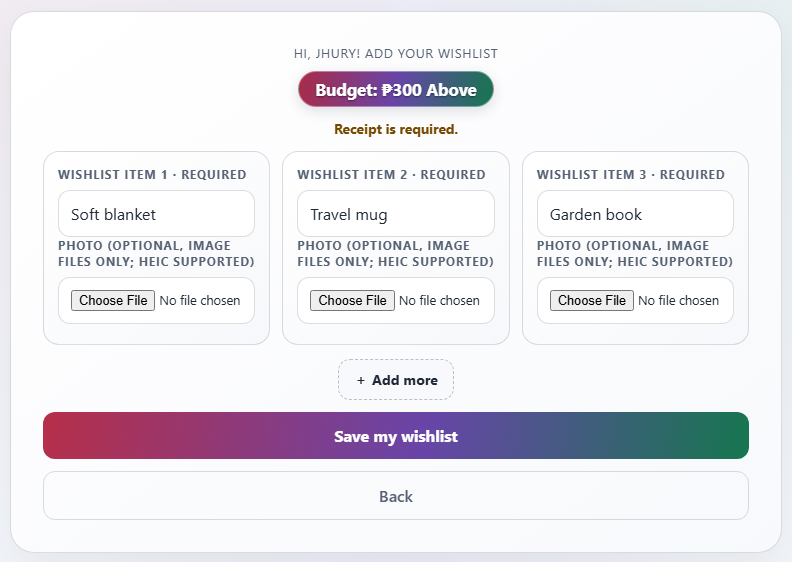 HI, JHURY! ADD YOUR WISHLIST
Budget: ₱300 Above
Receipt is required.
WISHLIST ITEM 1 · REQUIRED
Soft blanket
PHOTO (OPTIONAL, IMAGE
FILES ONLY; HEIC SUPPORTED)
Choose File No file chosen
WISHLIST ITEM 2 · REQUIRED
Travel mug
PHOTO (OPTIONAL, IMAGE
FILES ONLY; HEIC SUPPORTED)
Choose File No file chosen
WISHLIST ITEM 3 · REQUIRED
Garden book
PHOTO (OPTIONAL, IMAGE
FILES ONLY; HEIC SUPPORTED)
Choose File No file chosen
+ Add more
Save my wishlist
Back